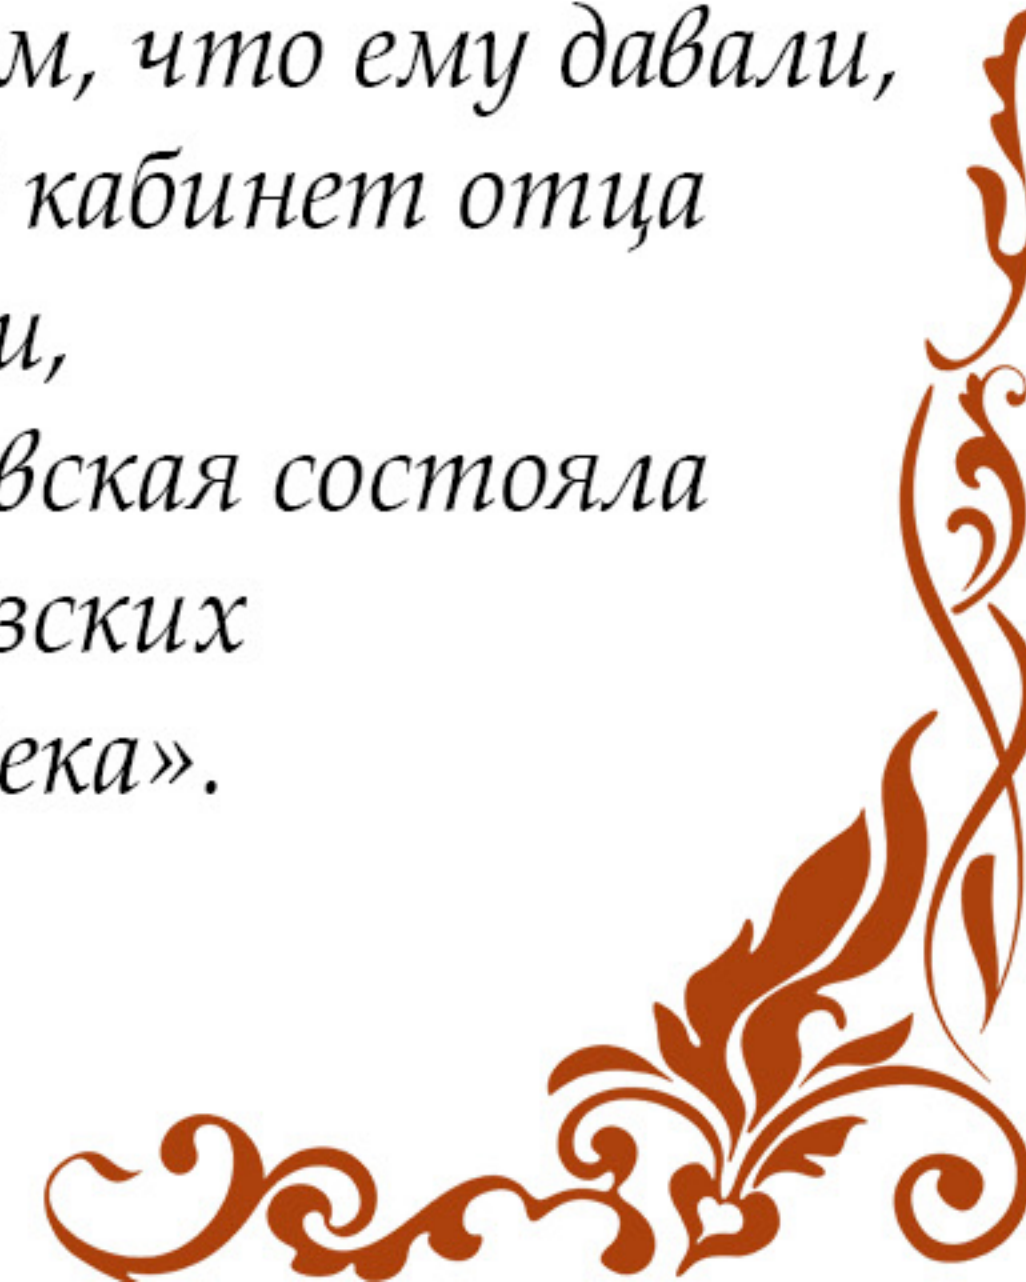 м, что ему давали,
кабинет отца
и,
вская состояла
зских
ека».